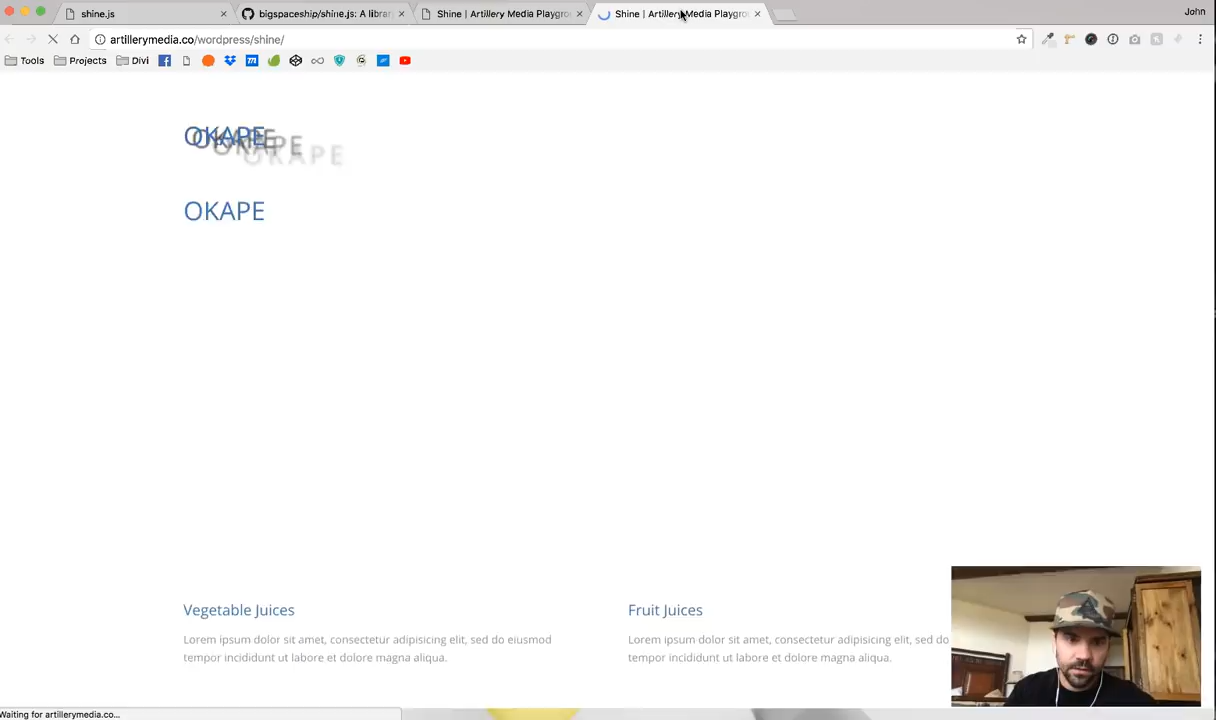 shine.js
bigspaceship/shine.js: A librar
Shine | Artillery Media Playgro
Shine | Artillery Media Playgro
John
artillerymedia.co/wordpress/shine/
Tools
Projects
Divi
OKAPE
OKAPE
OKAPE
OKAPE
OKAPE
Vegetable Juices
Lorem ipsum dolor sit amet, consectetur adipisicing elit, sed do eiusmod
tempor incididunt ut labore et dolore magna aliqua.
Fruit Juices
Lorem ipsum dolor sit amet, consectetur adipisicing elit, sed do
tempor incididunt ut labore et dolore magna aliqua.
Waiting for artillerymedia.co...